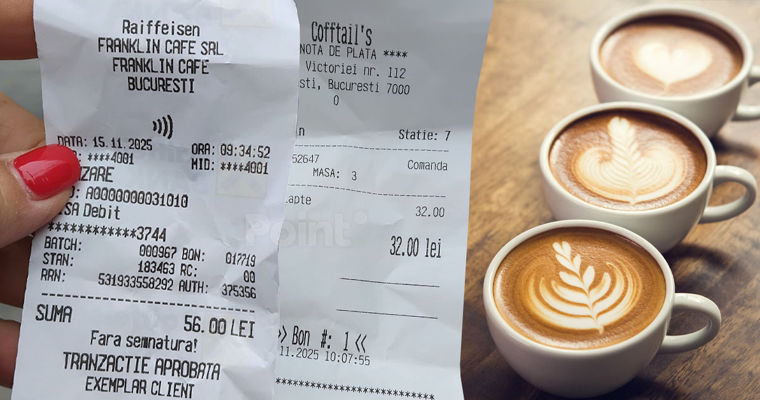 Raiffeisen
FRANKLIN CAFE SRL
FRANKLIN CAFE
BUCURESTI
DATA: 15.11.2025 ORA: 09:34:52
****4001 MID: ****4001
A0000000031010
Debit
************3744
BATCH: 000967 BON: 017719
STAN: 183463 RC: 00
RRN: 531933558292 AUTH: 375356
SUMA 56.00 LEI
Fara semnatura!
TRANZACTIE APROBATA
EXEMPLAR CLIENT
Cofftail's
NOTA DE PLATA ****
Victoriei nr. 112
Bucuresti 7000
0
Statie: 7
52647 Comanda
MASA: 3
32.00
32.00 lei
>> Bon #: 1 <<
11.2025 10:07:55
**********************
Point